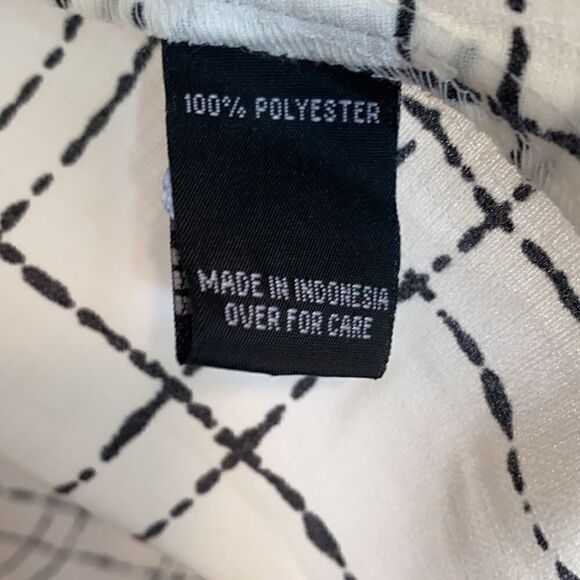 100% POLYESTER
MADE IN INDONESIA
OVER FOR CARE